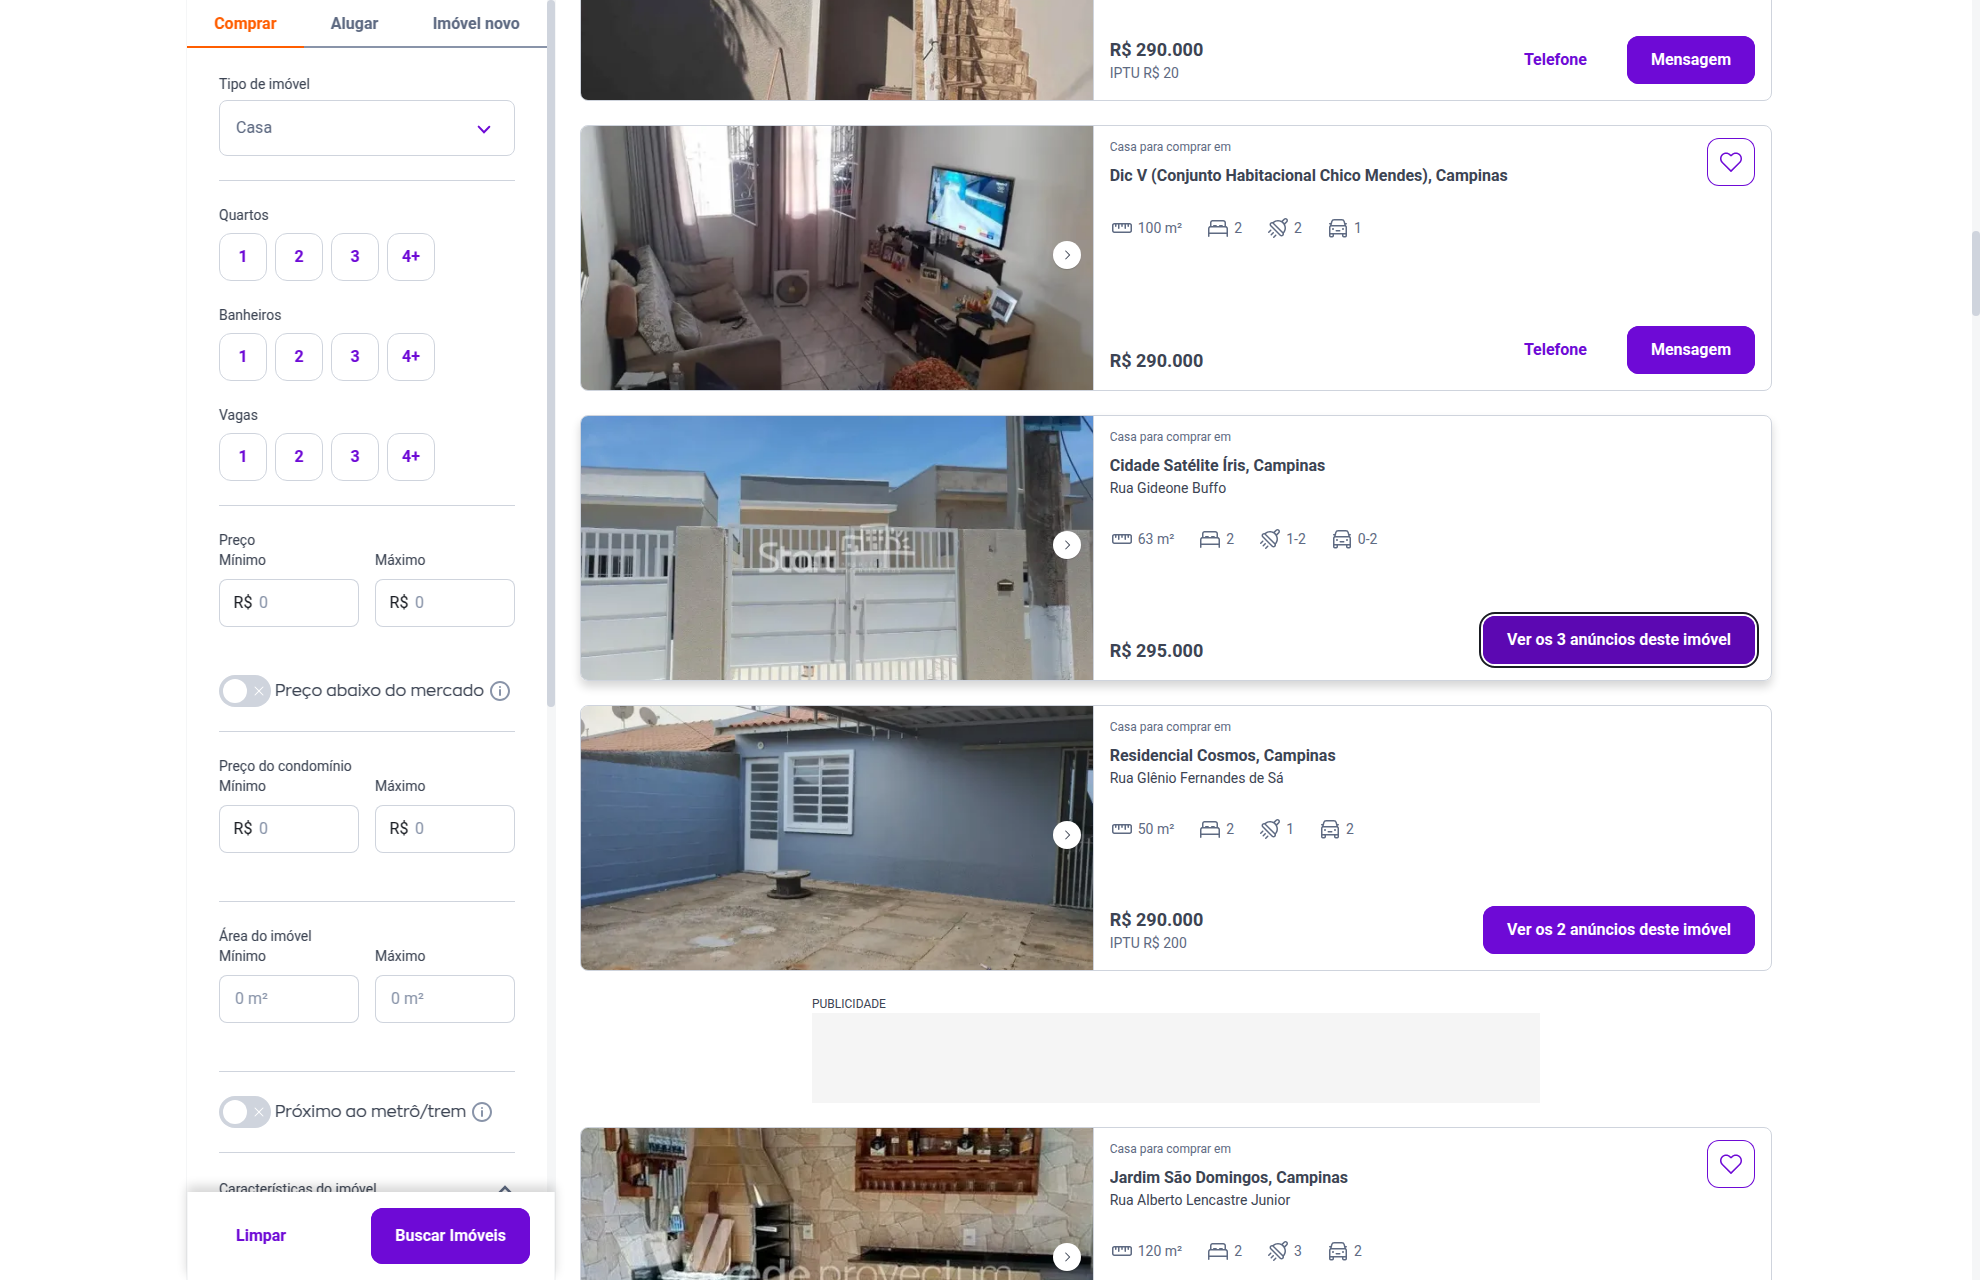 Comprar
Alugar
Imóvel novo
Tipo de imóvel
Casa
Quartos
1
2
3
4+
Banheiros
1
2
3
4+
Vagas
1
2
3
4+
Preço
Mínimo
Máximo
R$ 0
R$ 0
Preço abaixo do mercado
Preço do condomínio
Mínimo
Máximo
R$ 0
R$ 0
Área do imóvel
Mínimo
Máximo
0 m²
0 m²
Próximo ao metrô/trem
Características do imóvel
Limpar
Buscar Imóveis
R$ 290.000
IPTU R$ 20
Telefone
Mensagem
Casa para comprar em
Dic V (Conjunto Habitacional Chico Mendes), Campinas
100 m²
2
2
1
R$ 290.000
Telefone
Mensagem
Start
Casa para comprar em
Cidade Satélite Íris, Campinas
Rua Gideone Buffo
63 m²
2
1-2
0-2
R$ 295.000
Ver os 3 anúncios deste imóvel
Casa para comprar em
Residencial Cosmos, Campinas
Rua Glênio Fernandes de Sá
50 m²
2
1
2
R$ 290.000
IPTU R$ 200
Ver os 2 anúncios deste imóvel
PUBLICIDADE
Casa para comprar em
Jardim São Domingos, Campinas
Rua Alberto Lencastre Junior
120 m²
2
3
2